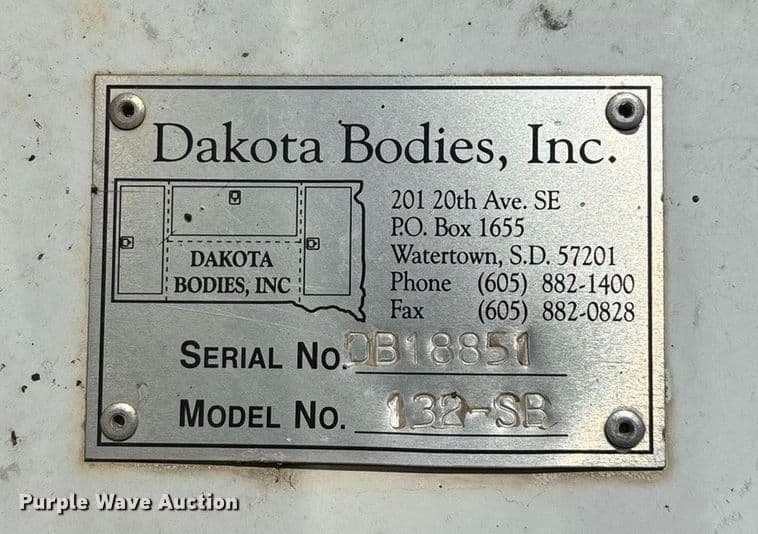 Dakota Bodies, Inc.
DAKOTA
BODIES, INC
201 20th Ave. SE
P.O. Box 1655
Watertown, S.D. 57201
Phone (605) 882-1400
Fax (605) 882-0828
SERIAL NO. DB18851
MODEL NO. 132-SB
Purple Wave Auction